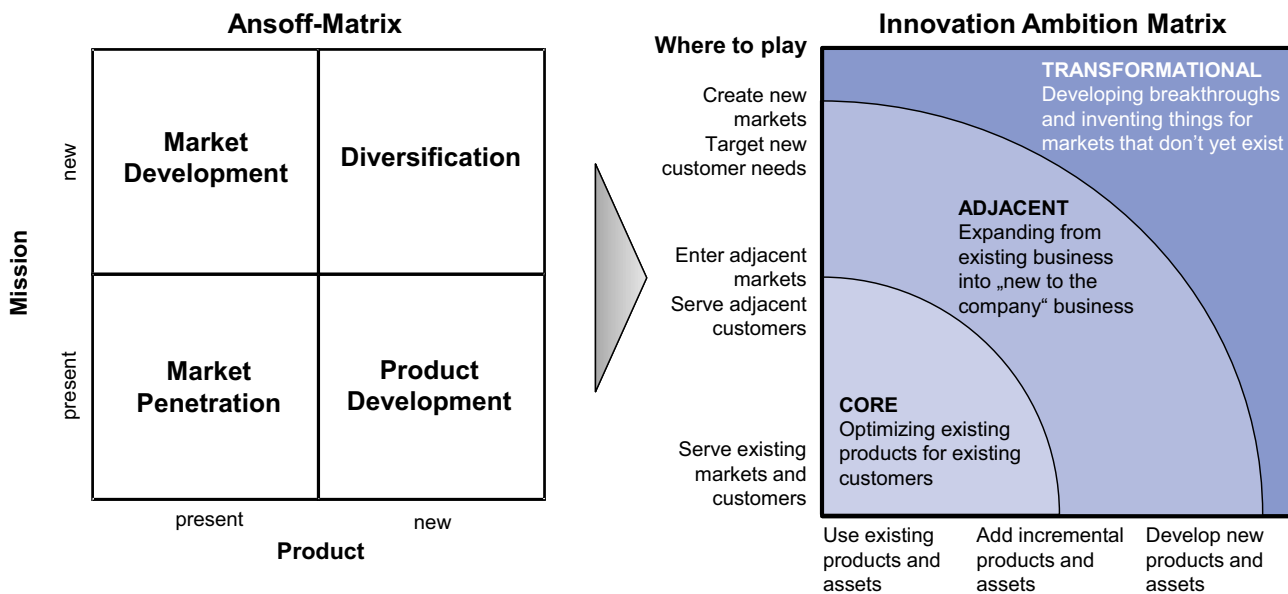 Ansoff-Matrix
Mission
new
present
Market
Development
Diversification
Market
Penetration
Product
Development
present
new
Product
Innovation Ambition Matrix
Where to play
Create new
markets
Target new
customer needs
Enter adjacent
markets
Serve adjacent
customers
Serve existing
markets and
customers
TRANSFORMATIONAL
Developing breakthroughs
and inventing things for
markets that don’t yet exist
ADJACENT
Expanding from
existing business
into „new to the
company“ business
CORE
Optimizing existing
products for existing
customers
Use existing
products and
assets
Add incremental
products and
assets
Develop new
products and
assets